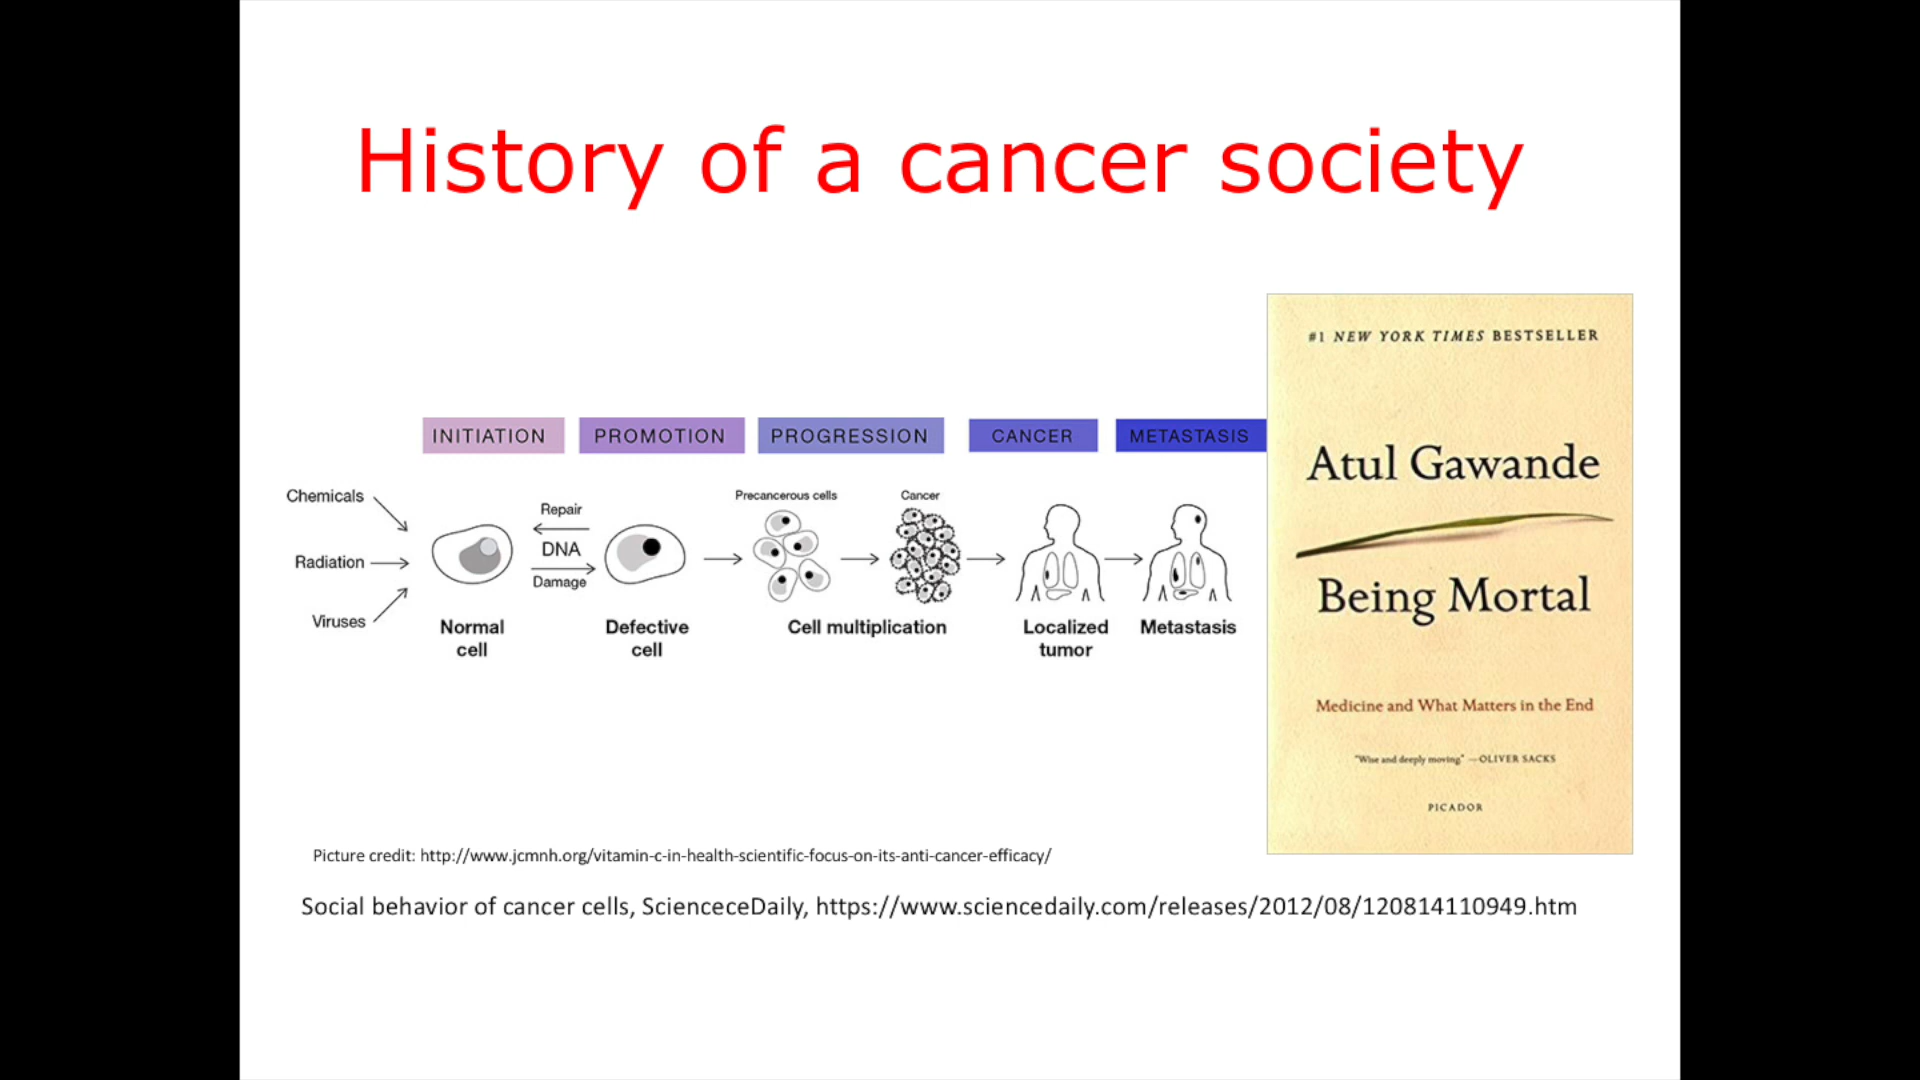 History of a cancer society
INITIATION
PROMOTION
PROGRESSION
CANCER
METASTASIS
Chemicals
Radiation
Viruses
Repair
DNA
Damage
Precancerous cells
Cancer
Normal
cell
Defective
cell
Cell multiplication
Localized
tumor
Metastasis
#1 NEW YORK TIMES BESTSELLER
Atul Gawande
Being Mortal
Medicine and What Matters in the End
"Wise and deeply moving." —OLIVER SACKS
PICADOR
Picture credit: http://www.jcmnh.org/vitamin-c-in-health-scientific-focus-on-its-anti-cancer-efficacy/
Social behavior of cancer cells, ScienceceDaily, https://www.sciencedaily.com/releases/2012/08/120814110949.htm